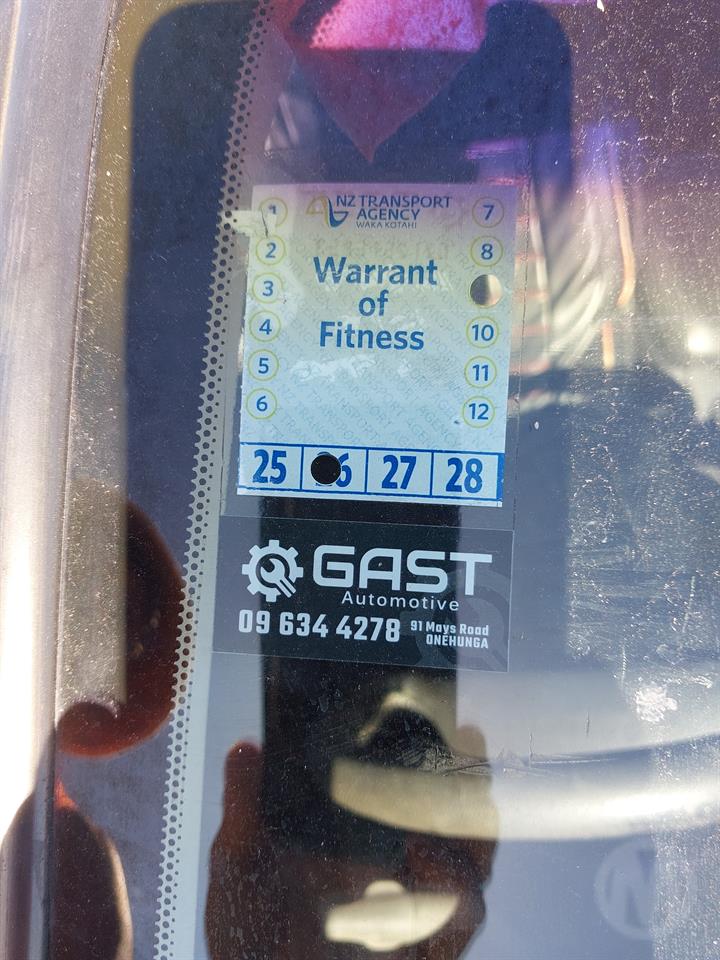 NZ TRANSPORT
AGENCY
WAKA KOTAHI
1
7
2
8
3
4
10
5
11
6
12
Warrant
of
Fitness
25
27
28
GAST
Automotive
09 634 4278
91 Mays Road
ONEHUNGA